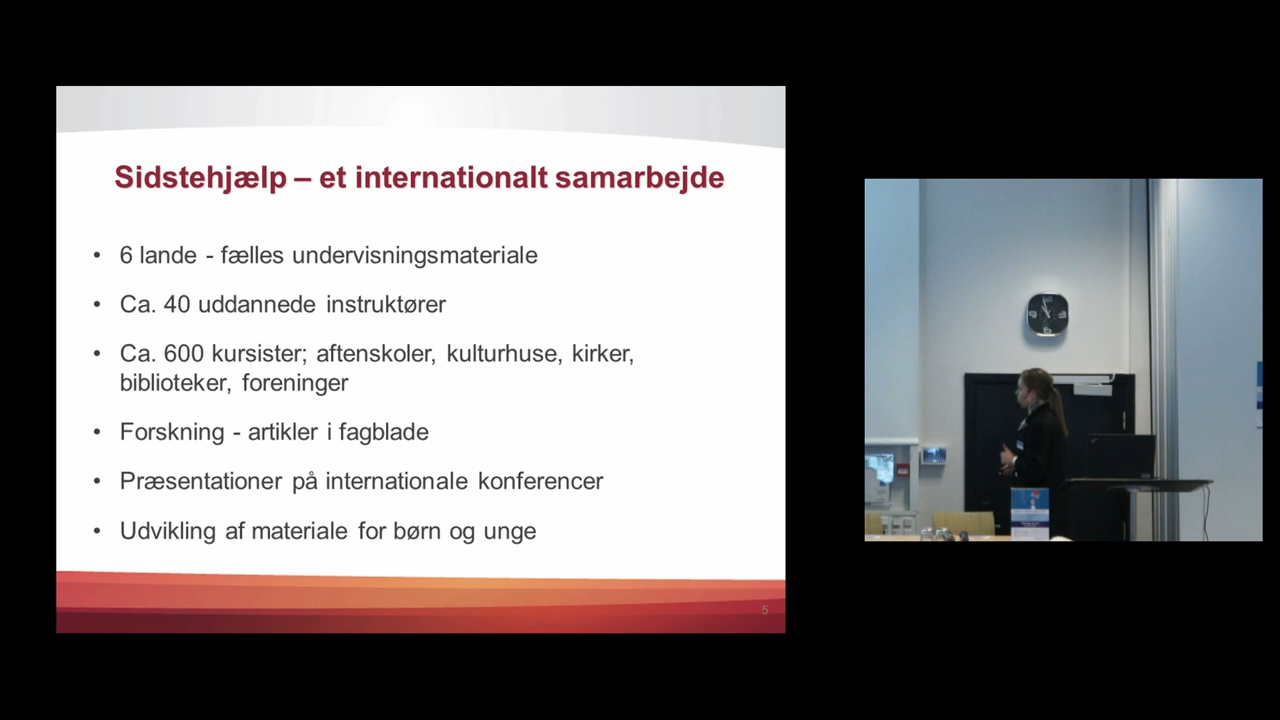 Sidstehjælp – et internationalt samarbejde
• 6 lande - fælles undervisningsmateriale
• Ca. 40 uddannede instruktører
• Ca. 600 kursister; aftenskoler, kulturhuse, kirker,
biblioteker, foreninger
• Forskning - artikler i fagblade
• Præsentationer på internationale konferencer
• Udvikling af materiale for børn og unge
5